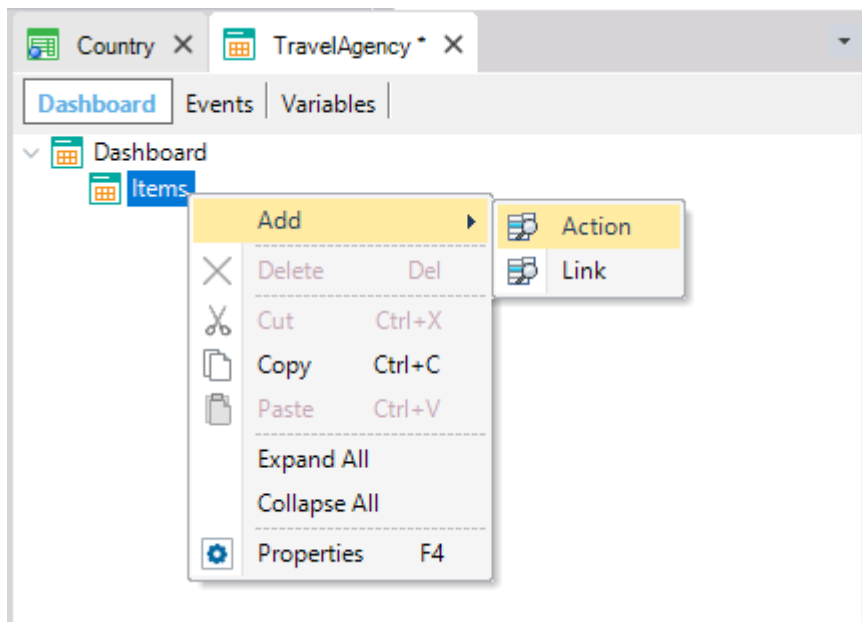 Country TravelAgency *
Dashboard Events Variables
Dashboard
Items
Add Action
Delete Del Link
Cut Ctrl+X
Copy Ctrl+C
Paste Ctrl+V
Expand All
Collapse All
Properties F4